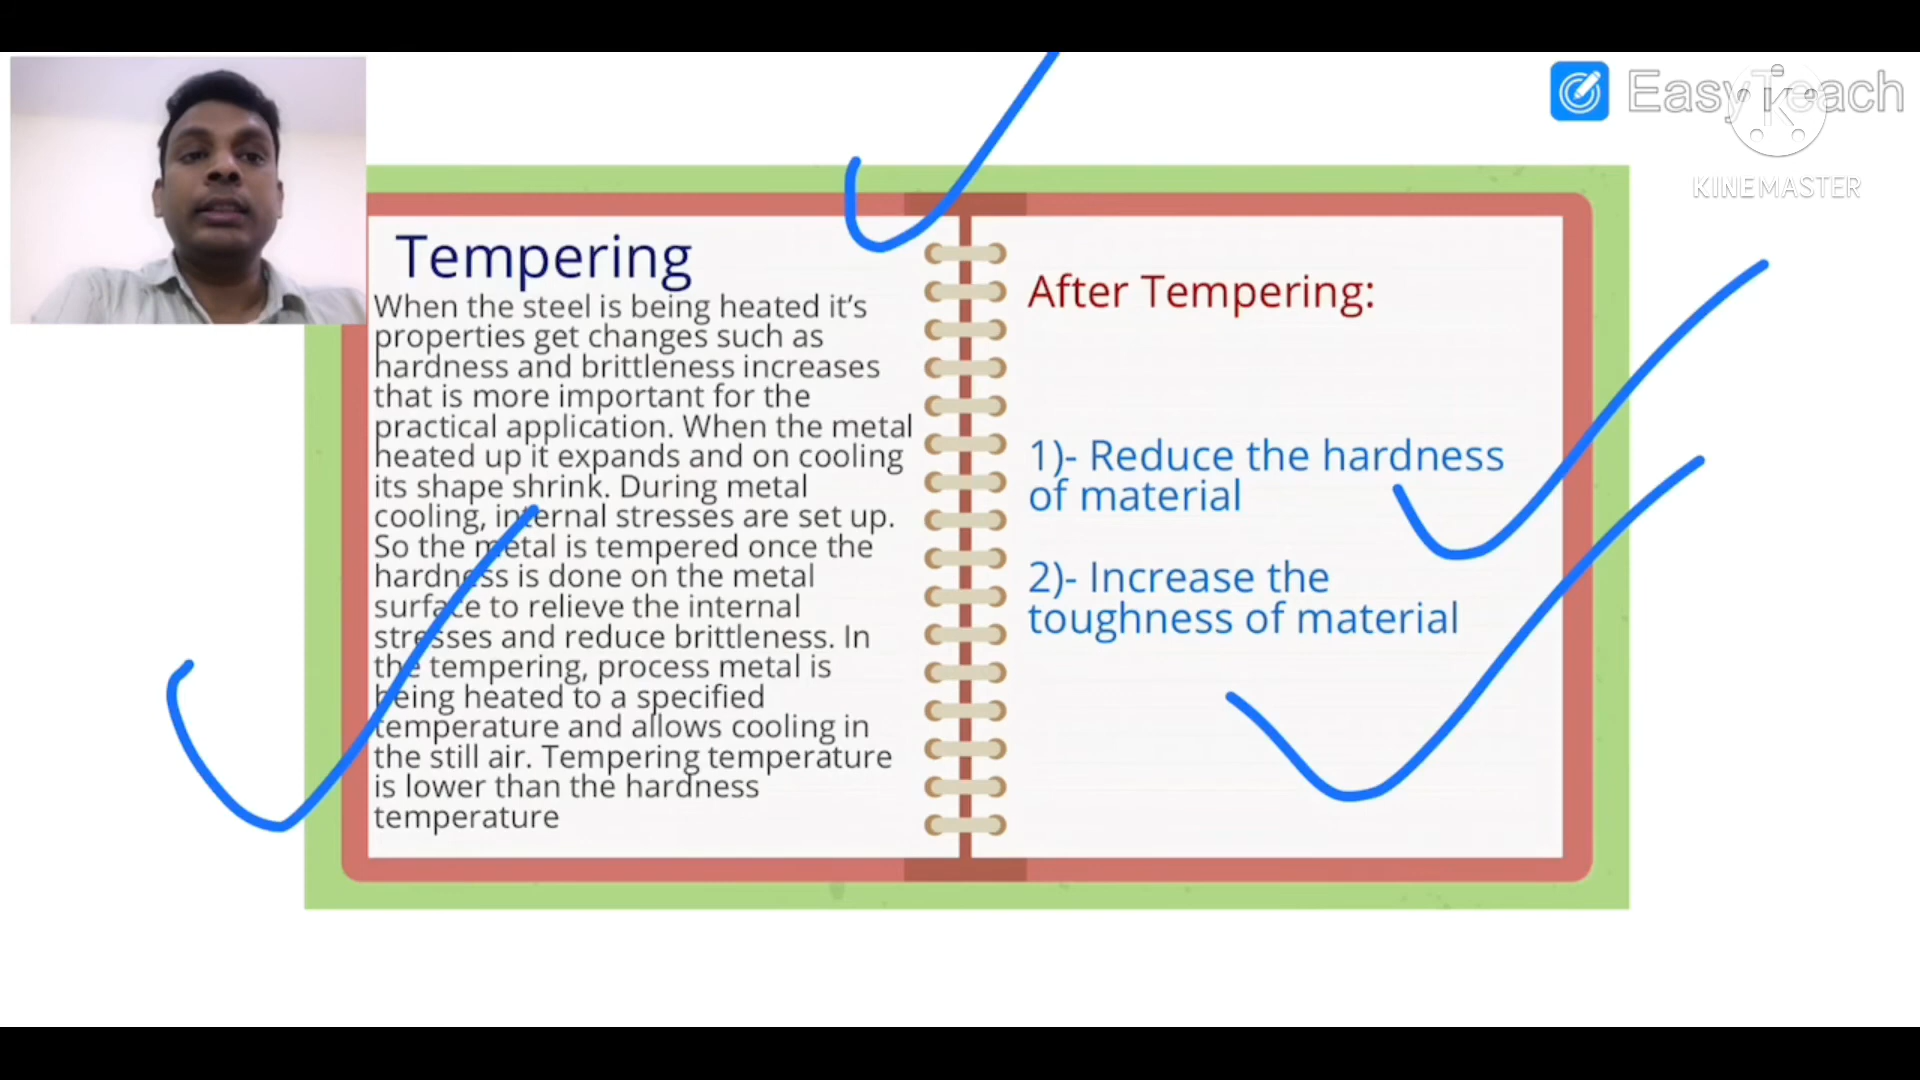 EasyTeach
KINEMASTER
Tempering
When the steel is being heated it’s
properties get changes such as
hardness and brittleness increases
that is more important for the
practical application. When the metal
heated up it expands and on cooling
its shape shrink. During metal
cooling, internal stresses are set up.
So the metal is tempered once the
hardness is done on the metal
surface to relieve the internal
stresses and reduce brittleness. In
the tempering, process metal is
being heated to a specified
temperature and allows cooling in
the still air. Tempering temperature
is lower than the hardness
temperature
After Tempering:
1)- Reduce the hardness
of material
2)- Increase the
toughness of material